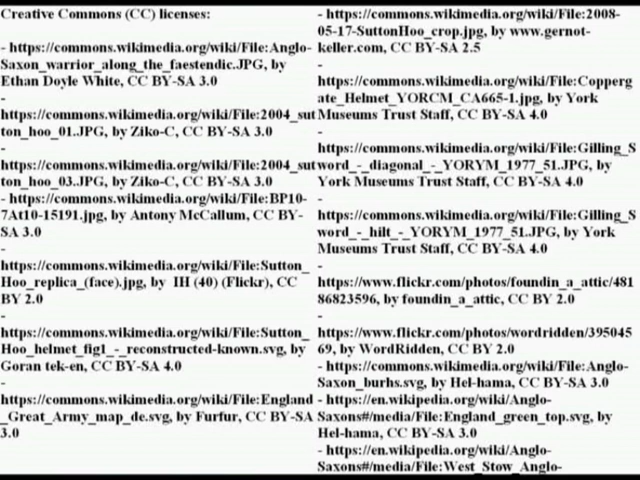 Creative Commons (CC) licenses:
- https://commons.wikimedia.org/wiki/File:Anglo-
Saxon_warrior_along_the_faestendic.JPG, by
Ethan Doyle White, CC BY-SA 3.0
-
https://commons.wikimedia.org/wiki/File:2004_sut
ton_hoo_01.JPG, by Ziko-C, CC BY-SA 3.0
-
https://commons.wikimedia.org/wiki/File:2004_sut
ton_hoo_03.JPG, by Ziko-C, CC BY-SA 3.0
- https://commons.wikimedia.org/wiki/File:BP10-
7At10-15191.jpg, by Antony McCallum, CC BY-
SA 3.0
-
https://commons.wikimedia.org/wiki/File:Sutton_
Hoo_replica_(face).jpg, by IH (40) (Flickr), CC
BY 2.0
-
https://commons.wikimedia.org/wiki/File:Sutton_
Hoo_helmet_fig1_-_reconstructed-known.svg, by
Goran tek-en, CC BY-SA 4.0
-
https://commons.wikimedia.org/wiki/File:England
_Great_Army_map_de.svg, by Furfur, CC BY-SA
3.0
- https://commons.wikimedia.org/wiki/File:2008-
05-17-SuttonHoo_crop.jpg, by www.gernot-
keller.com, CC BY-SA 2.5
-
https://commons.wikimedia.org/wiki/File:Copperg
ate_Helmet_YORCM_CA665-1.jpg, by York
Museums Trust Staff, CC BY-SA 4.0
-
https://commons.wikimedia.org/wiki/File:Gilling_S
word_-_diagonal_-_YORYM_1977_51.JPG, by
York Museums Trust Staff, CC BY-SA 4.0
-
https://commons.wikimedia.org/wiki/File:Gilling_S
word_-_hilt_-_YORYM_1977_51.JPG, by York
Museums Trust Staff, CC BY-SA 4.0
-
https://www.flickr.com/photos/foundin_a_attic/481
86823596, by foundin_a_attic, CC BY 2.0
-
https://www.flickr.com/photos/wordridden/395045
69, by WordRidden, CC BY 2.0
- https://commons.wikimedia.org/wiki/File:Anglo-
Saxon_burhs.svg, by Hel-hama, CC BY-SA 3.0
- https://en.wikipedia.org/wiki/Anglo-
Saxons#/media/File:England_green_top.svg, by
Hel-hama, CC BY-SA 3.0
- https://en.wikipedia.org/wiki/Anglo-
Saxons#/media/File:West_Stow_Anglo-